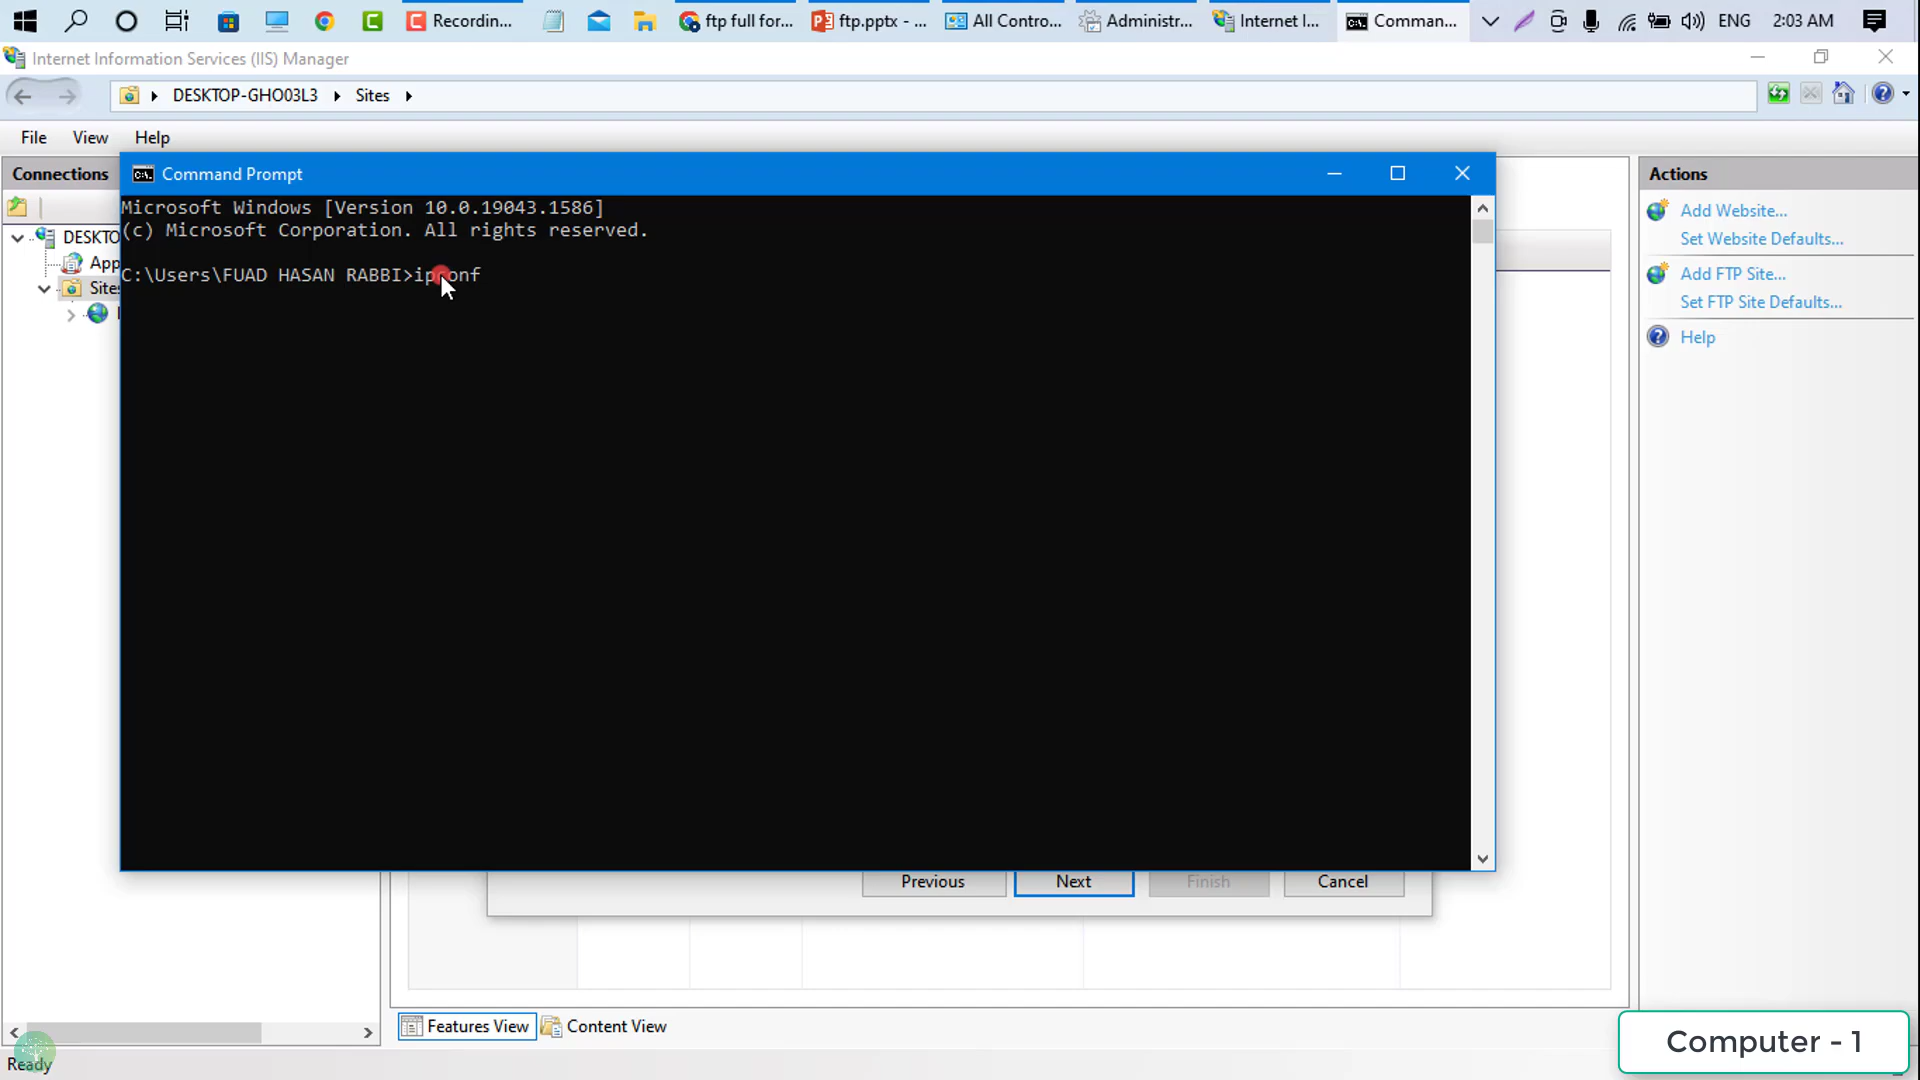 Recordin...
ftp full for...
ftp.pptx - ...
All Contro...
Administr...
Internet I...
Comman...
ENG
2:03 AM
Internet Information Services (IIS) Manager
DESKTOP-GHO03L3
Sites
File
View
Help
Connections
Command Prompt
Actions
Microsoft Windows [Version 10.0.19043.1586]
(c) Microsoft Corporation. All rights reserved.
Add Website...
Set Website Defaults...
DESKTO
App
C:\Users\FUAD HASAN RABBI>ipconf
Add FTP Site...
Sites
Set FTP Site Defaults...
Help
Previous
Next
Finish
Cancel
Features View
Content View
Ready
Computer - 1